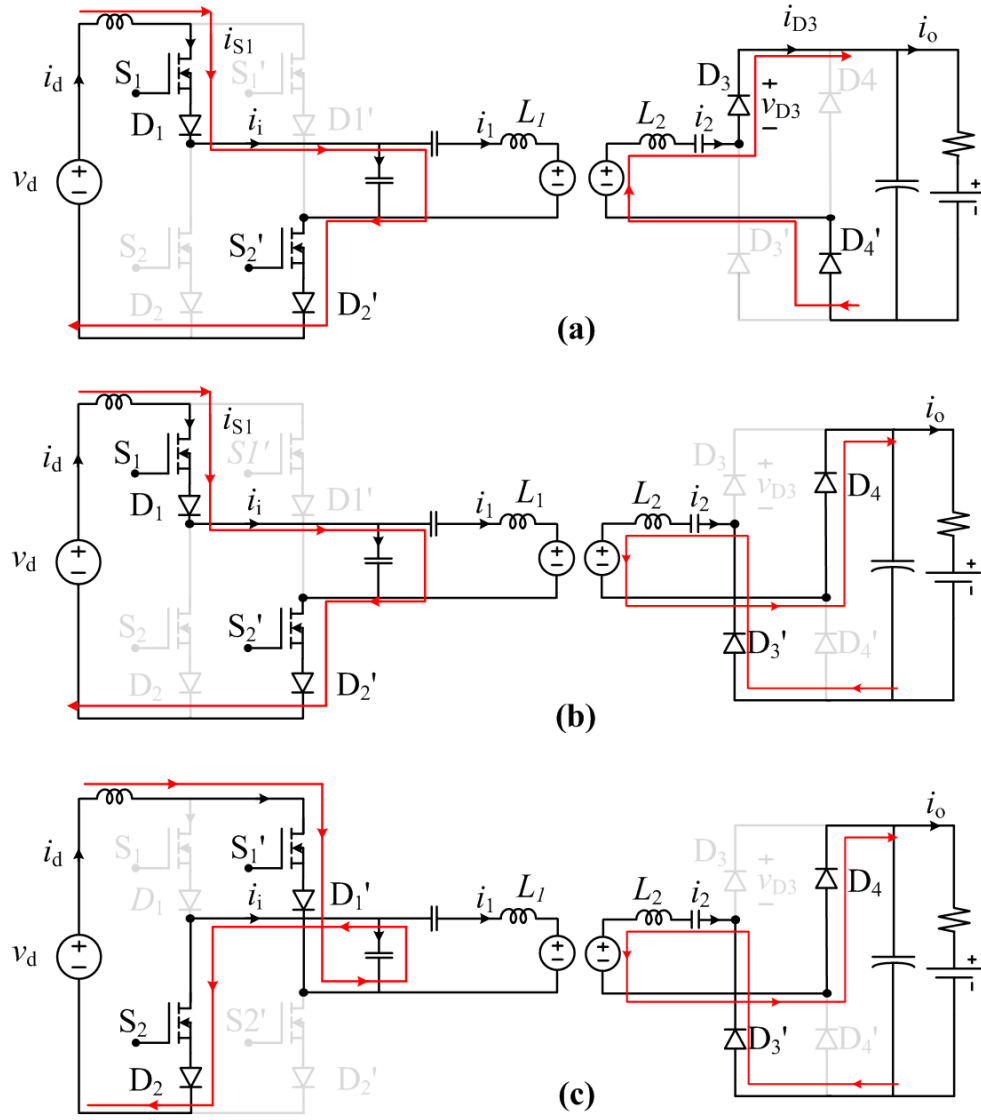 i_S1 i_D3 i_o
S_1 S_1' D_3 D4
i_d + v_D3 −
D_1 i_i D1' i_1 L_1 L_2 i_2
v_d + − + − + − + −
S_2 S_2' D_3' D_4'
D_2 D_2'
(a)
i_S1 i_o
S_1 S1' D_3 + v_D3 − D_4
i_d
D_1 i_i D1' i_1 L_1 L_2 i_2
v_d + − + − + − + −
S_2 S_2' D_3' D_4'
D_2 D_2'
(b)
i_o
i_d S_1 S_1' D_3 + v_D3 − D_4
D_1 i_i D_1' i_1 L_1 L_2 i_2
v_d + − + − + − + −
S_2 S2' D_3' D_4'
D_2 D_2'
(c)